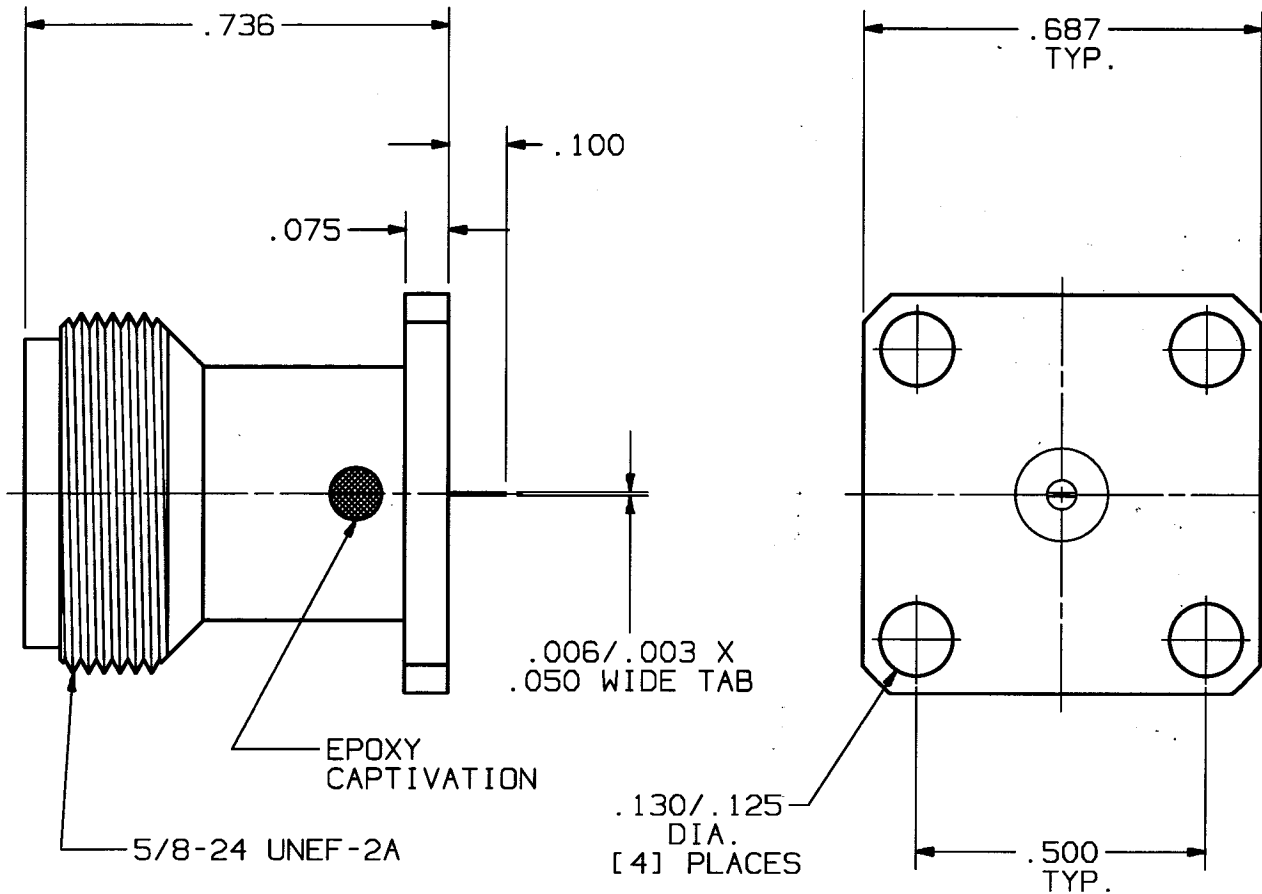 .736
.687
TYP.
.100
.075
.006/.003 X
.050 WIDE TAB
EPOXY
CAPTIVATION
.130/.125
DIA.
[4] PLACES
5/8-24 UNEF-2A
.500
TYP.